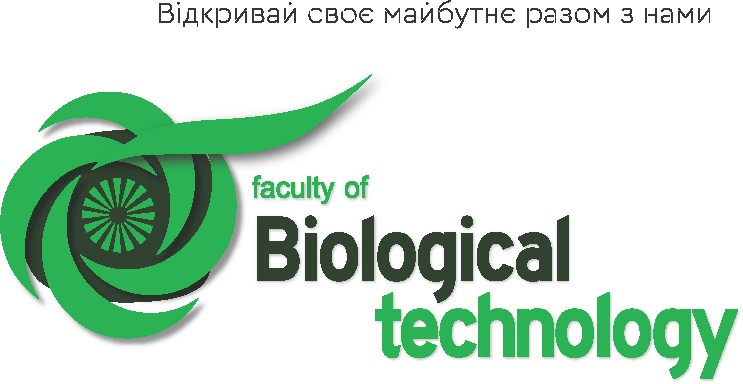 Відкривай своє майбутнє разом з нами
faculty of
Biological
technology